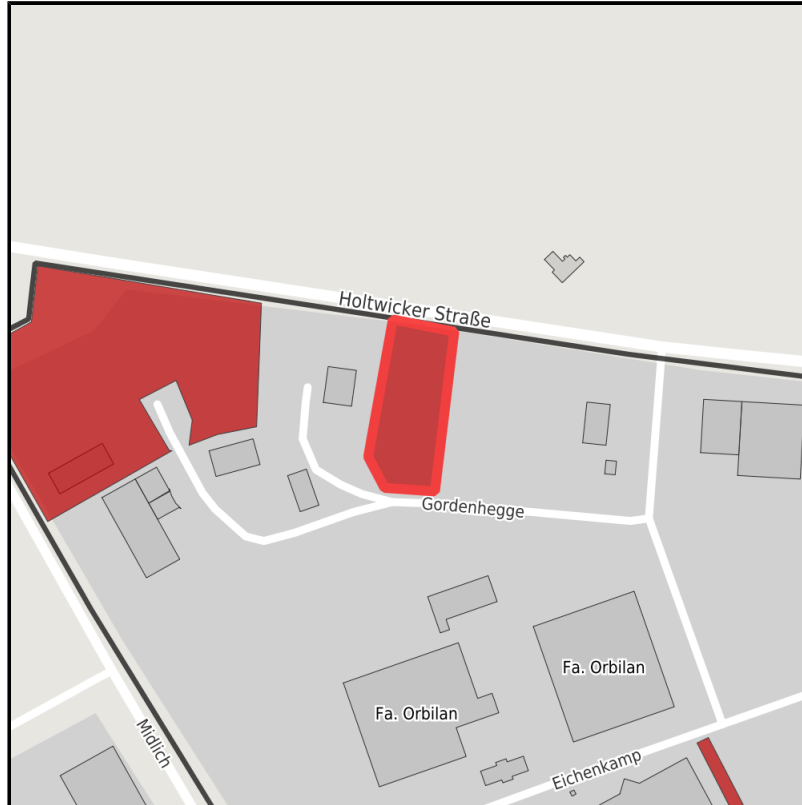 Holtwicker Straße
Gordenhegge
Fa. Orbilan
Fa. Orbilan
Midlich
Eichenkamp